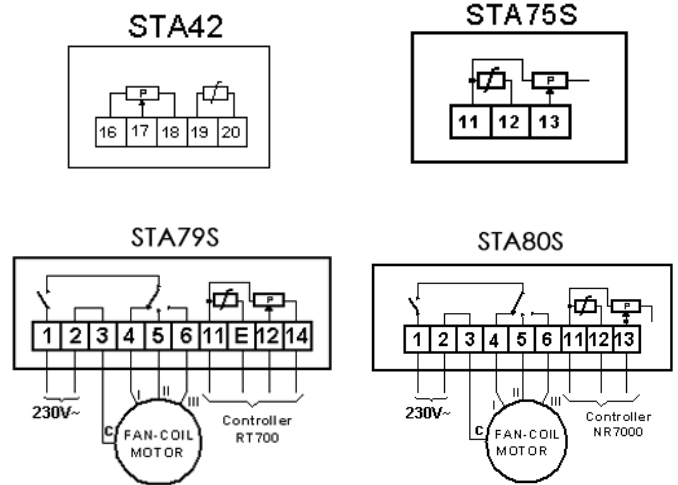 STA42
STA75S
P
16 17 18 19 20
P
11 12 13
STA79S
STA80S
P
1 2 3 4 5 6 11 E 12 14
230V~
I II III
C
FAN-COIL
MOTOR
Controller
RT700
P
1 2 3 4 5 6 11 12 13
230V~
I II III
C
FAN-COIL
MOTOR
Controller
NR7000